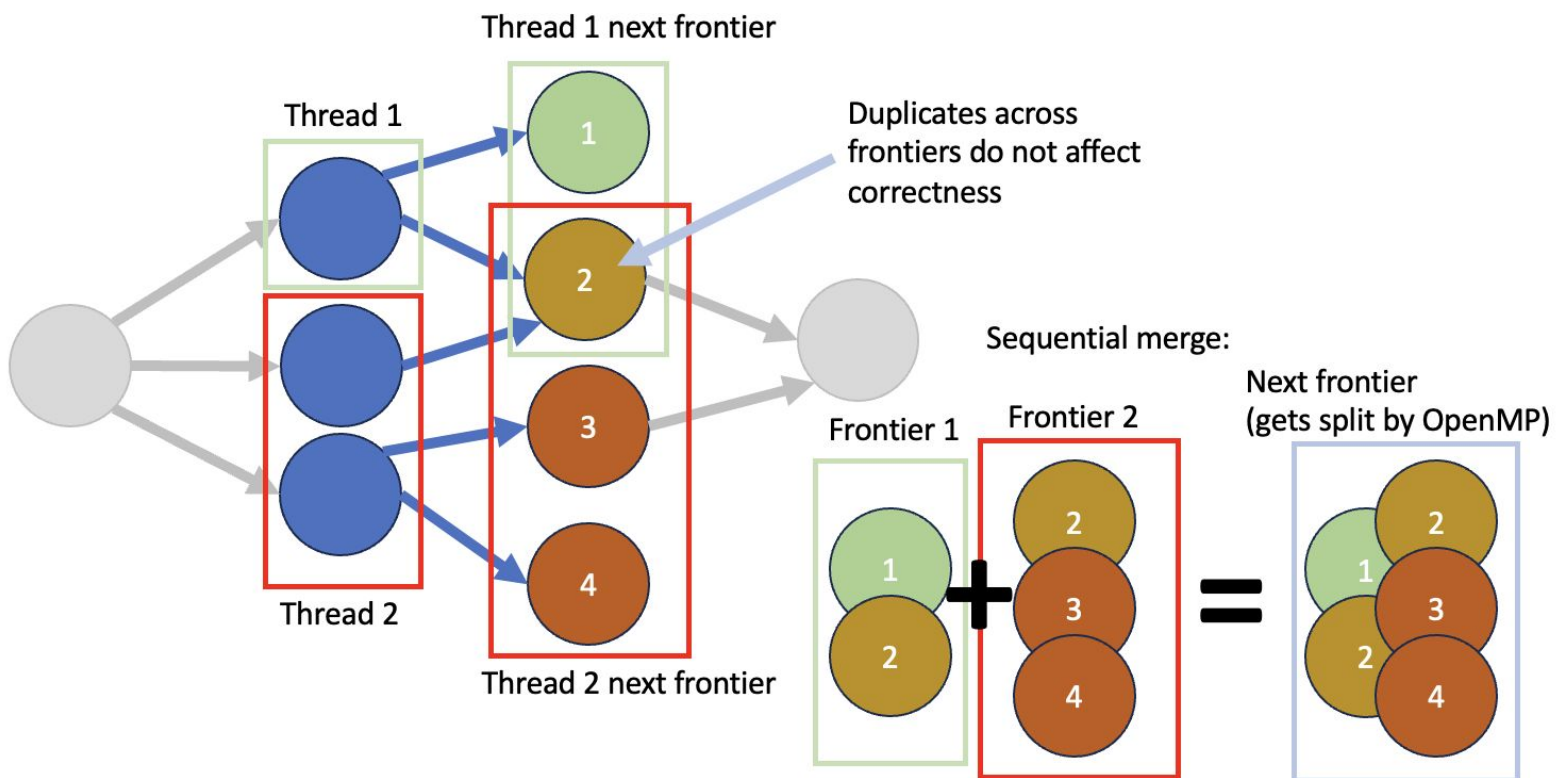 Thread 1 next frontier
Thread 1
1
Duplicates across
frontiers do not affect
correctness
2
3
4
Thread 2
Thread 2 next frontier
Sequential merge:
Frontier 1
Frontier 2
Next frontier
(gets split by OpenMP)
1
2
+
2
3
4
=
1
2
2
3
4